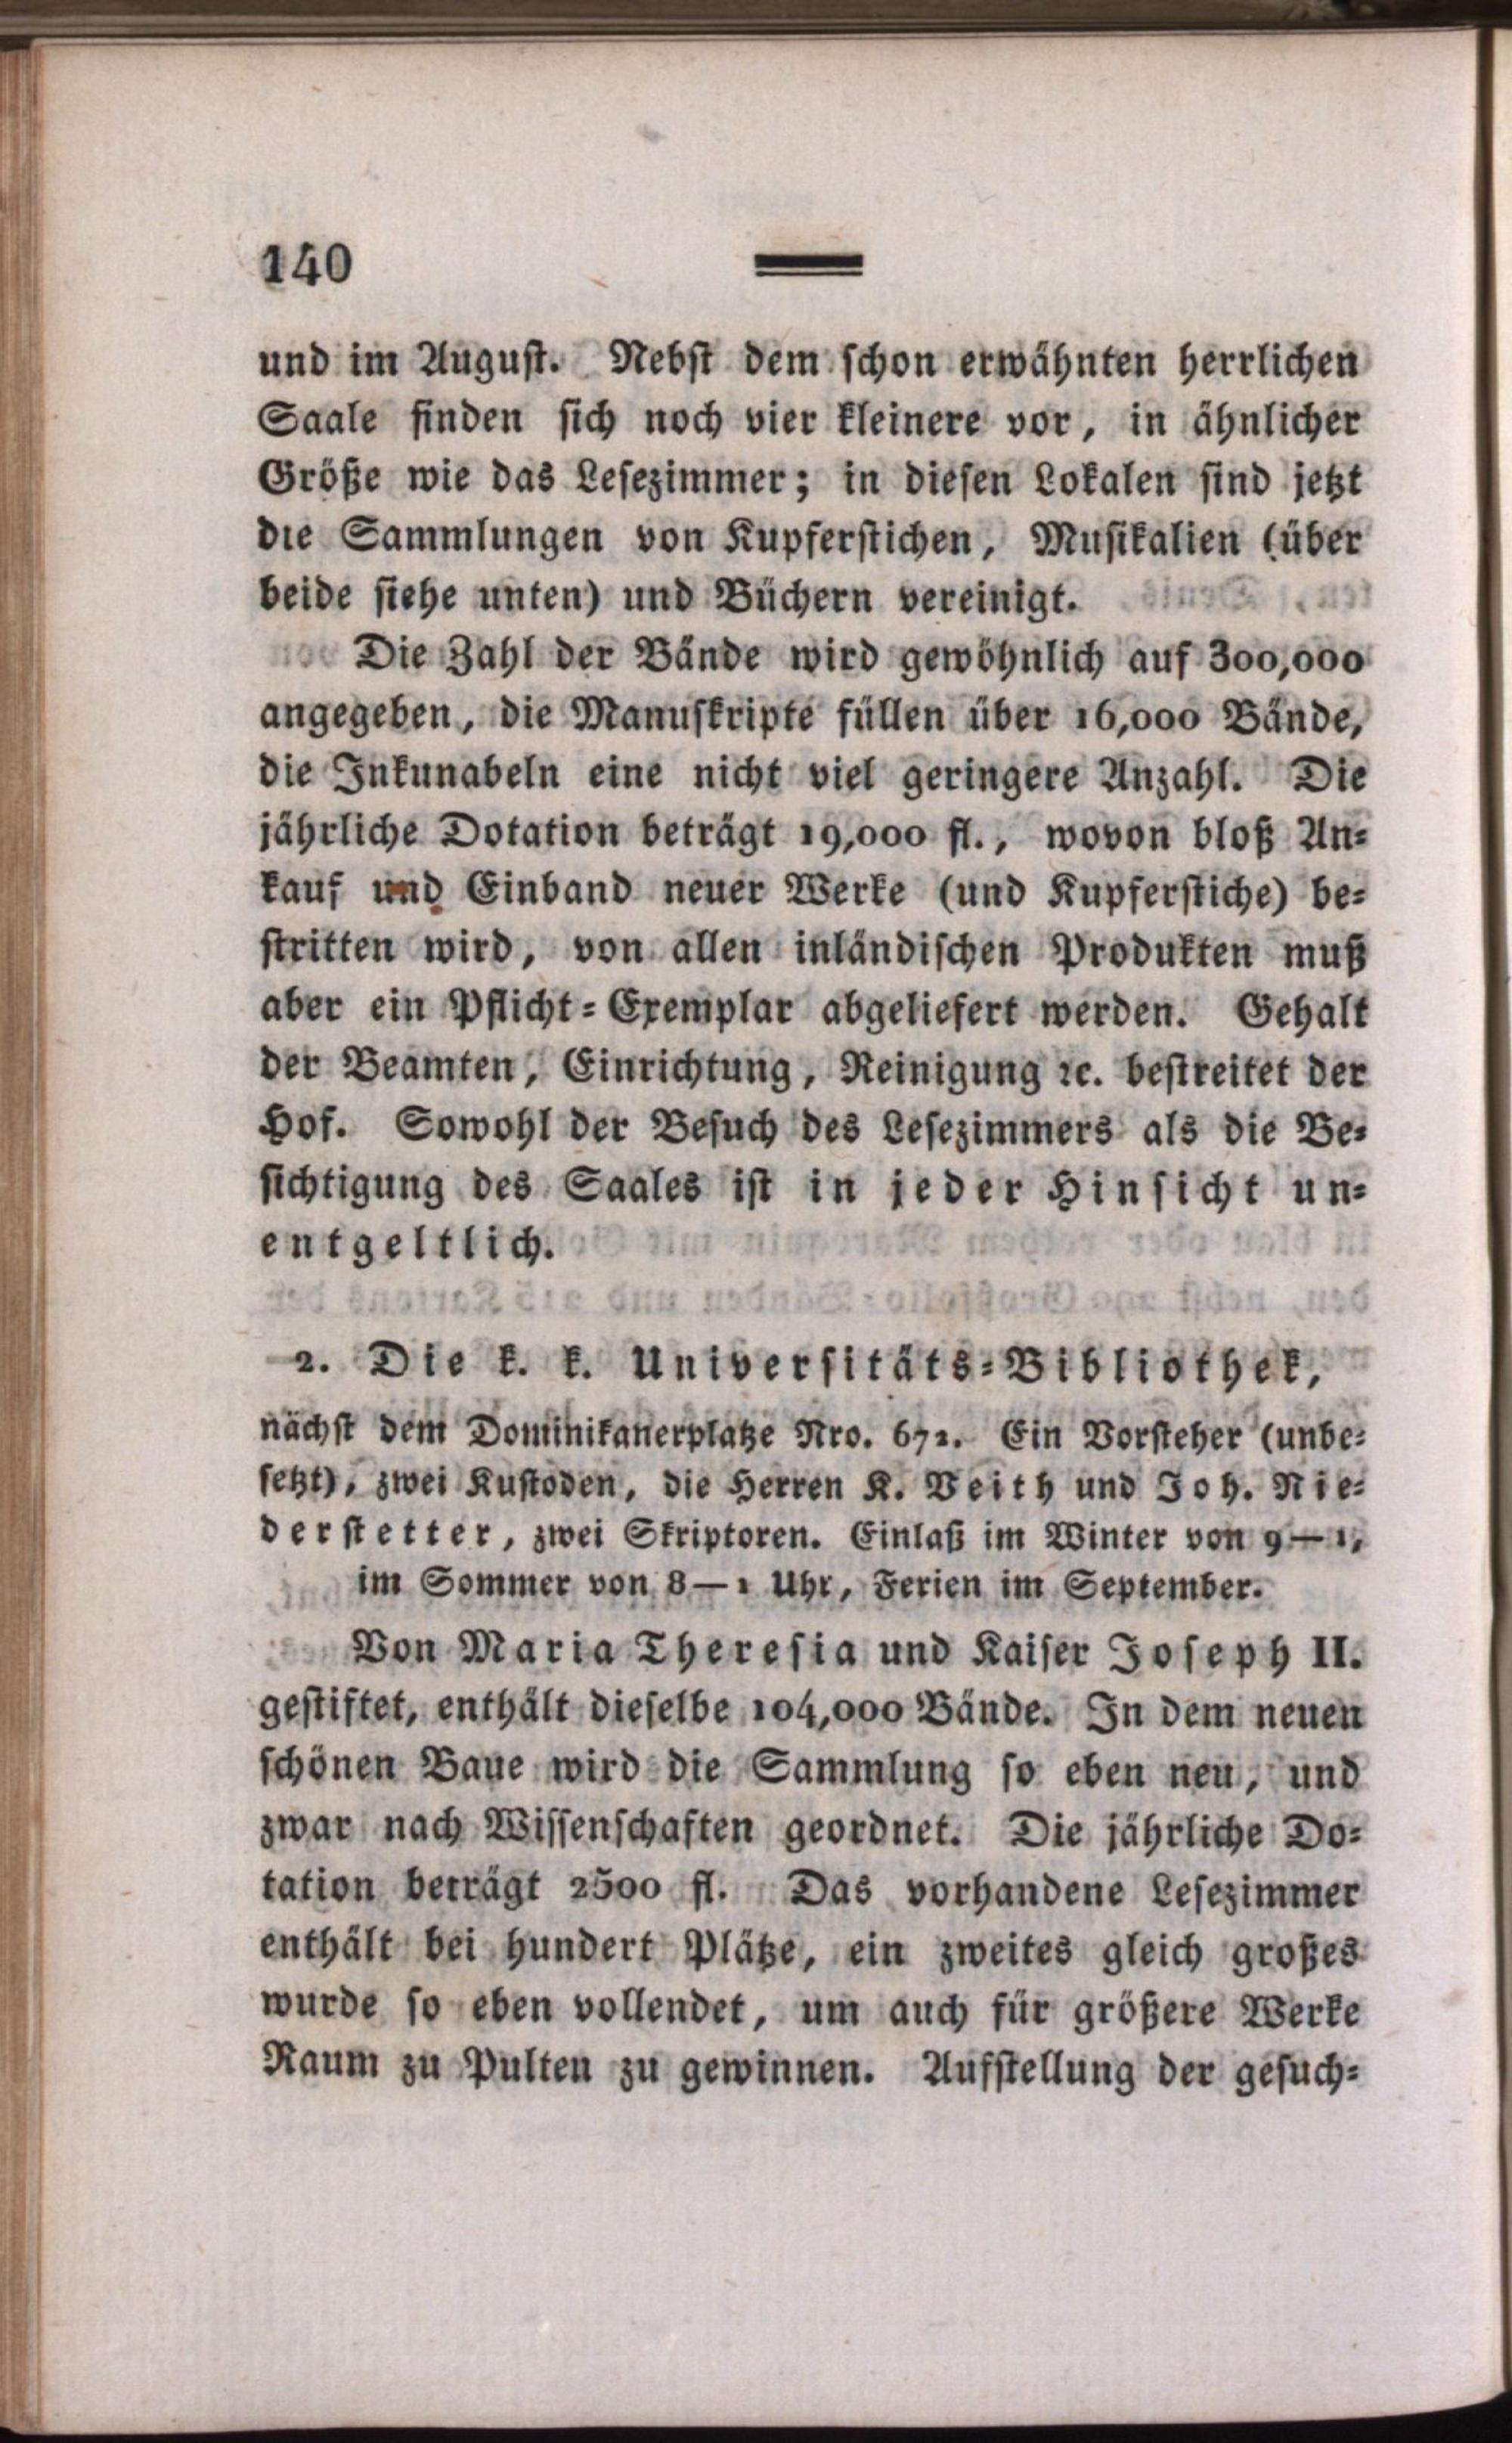 140
und im August. Nebst dem schon erwähnten herrlichen
Saale finden sich noch vier kleinere vor, in ähnlicher
Größe wie das Lesezimmer; in diesen Lokalen sind jetzt
die Sammlungen von Kupferstichen, Musikalien (über
beide siehe unten) und Büchern vereinigt.
Die Zahl der Bände wird gewöhnlich auf 300,000
angegeben, die Manuskripte füllen über 16,000 Bände,
die Inkunabeln eine nicht viel geringere Anzahl. Die
jährliche Dotation beträgt 19,000 fl., wovon bloß An-
kauf und Einband neuer Werke (und Kupferstiche) be-
stritten wird, von allen inländischen Produkten muß
aber ein Pflicht-Exemplar abgeliefert werden. Gehalt
der Beamten, Einrichtung, Reinigung ꝛc. bestreitet der
Hof. Sowohl der Besuch des Lesezimmers als die Be-
sichtigung des Saales ist in jeder Hinsicht un-
entgeltlich.
2. Die k. k. Universitäts-Bibliothek,
nächst dem Dominikanerplatze Nro. 672. Ein Vorsteher (unbe-
setzt), zwei Kustoden, die Herren K. Veith und Joh. Nie-
derstetter, zwei Skriptoren. Einlaß im Winter von 9—1,
im Sommer von 8—1 Uhr, Ferien im September.
Von Maria Theresia und Kaiser Joseph II.
gestiftet, enthält dieselbe 104,000 Bände. In dem neuen
schönen Baue wird die Sammlung so eben neu, und
zwar nach Wissenschaften geordnet. Die jährliche Do-
tation beträgt 2500 fl. Das vorhandene Lesezimmer
enthält bei hundert Plätze, ein zweites gleich großes
wurde so eben vollendet, um auch für größere Werke
Raum zu Pulten zu gewinnen. Aufstellung der gesuch-